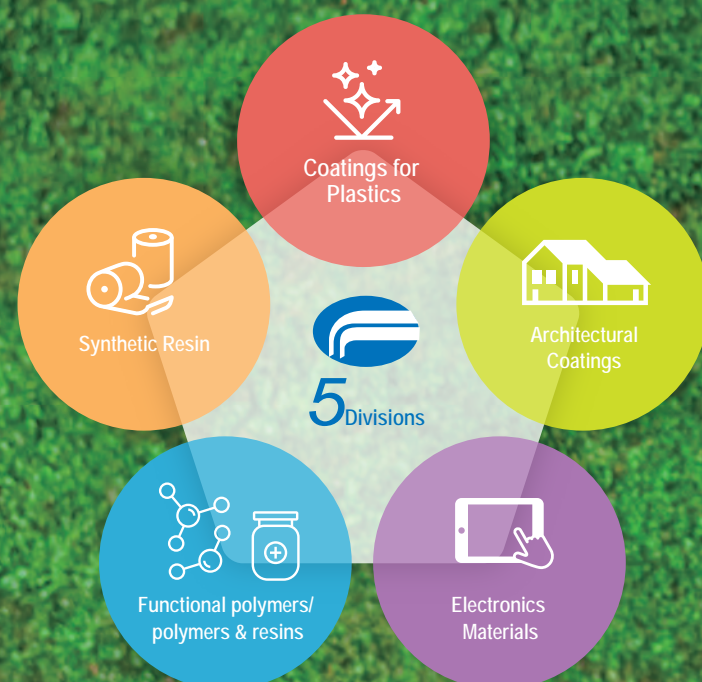 Coatings for
Plastics
Synthetic Resin
Architectural
Coatings
5 Divisions
Functional polymers/
polymers & resins
Electronics
Materials